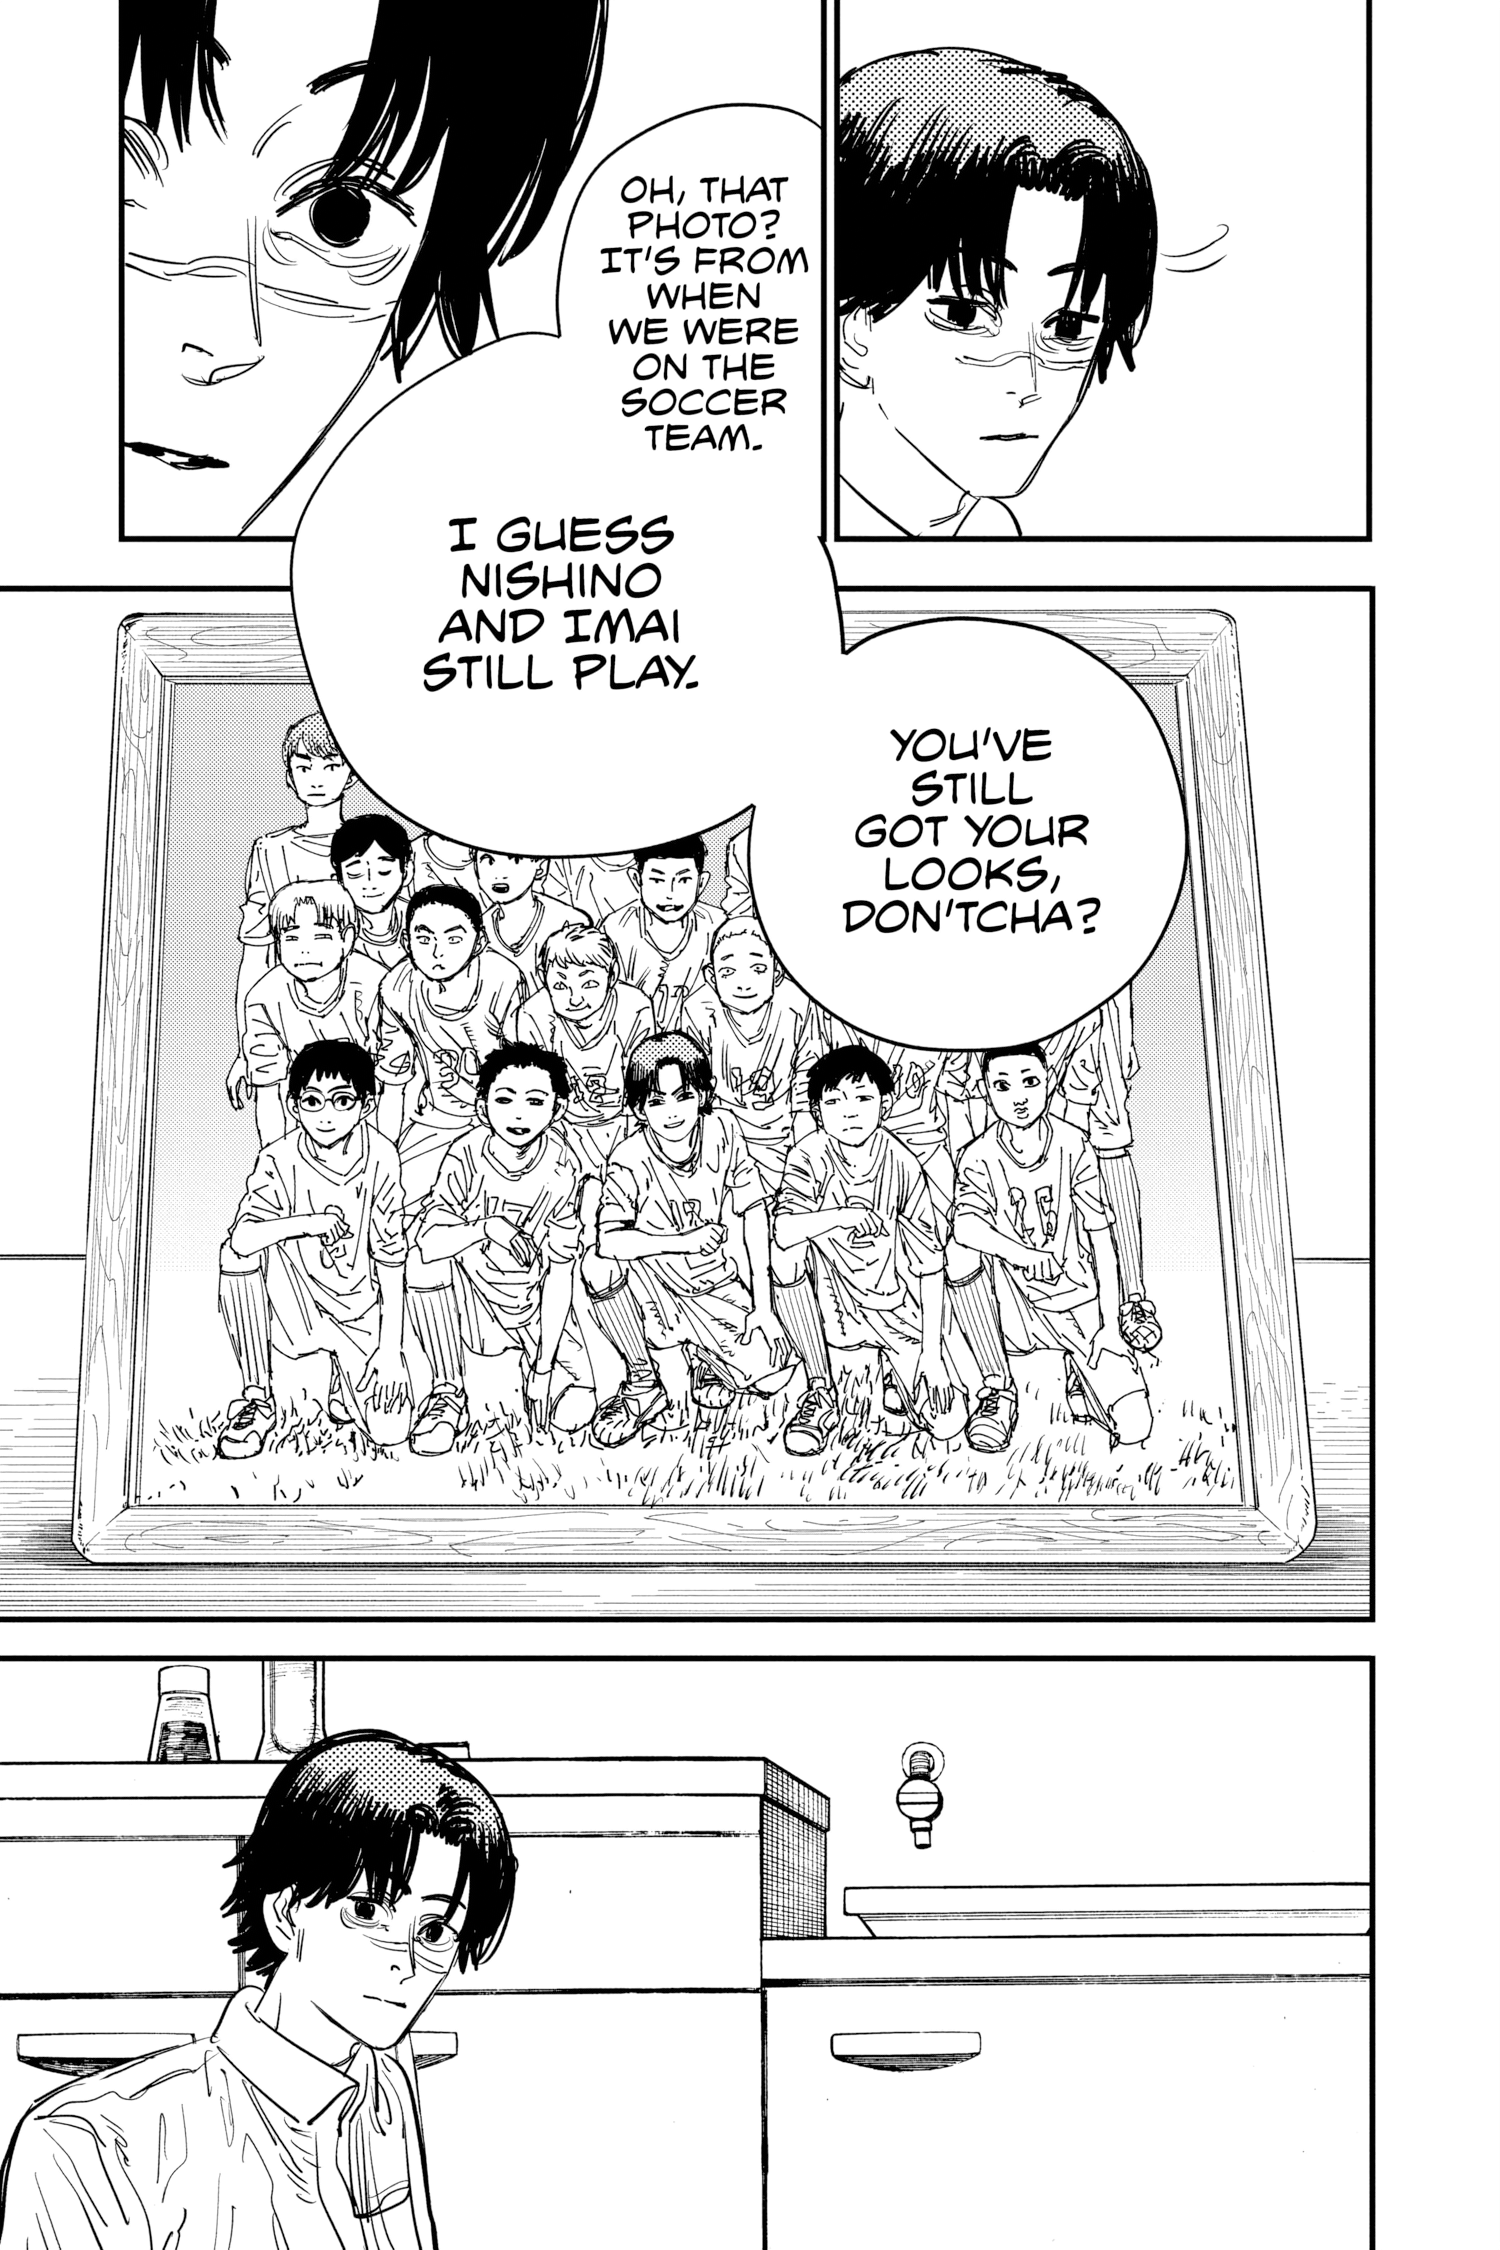 OH, THAT
PHOTO?
IT'S FROM
WHEN
WE WERE
ON THE
SOCCER
TEAM.
I GUESS
NISHINO
AND IMAI
STILL PLAY.
YOU'VE
STILL
GOT YOUR
LOOKS,
DON'TCHA?